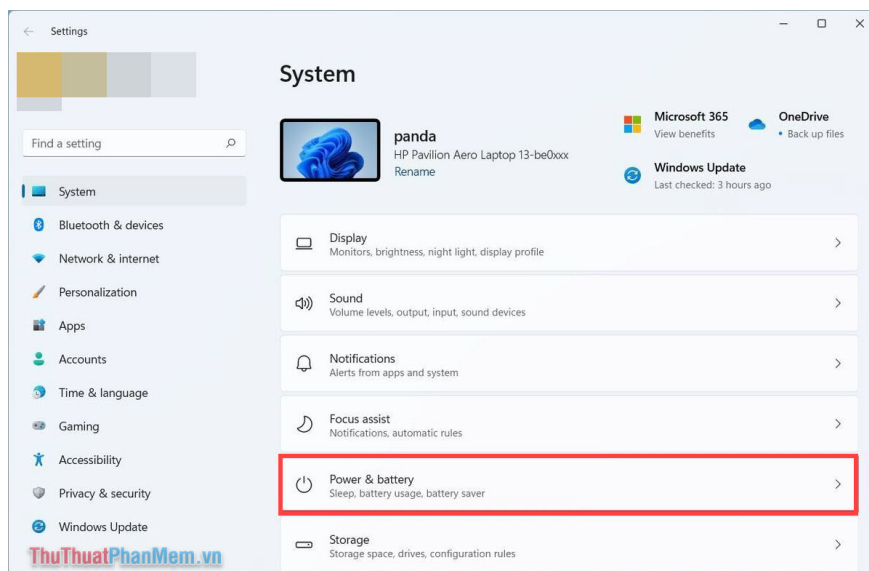 Settings
System
Find a setting
panda
HP Pavilion Aero Laptop 13-be0xxx
Rename
Microsoft 365
View benefits
OneDrive
• Back up files
Windows Update
Last checked: 3 hours ago
System
Bluetooth & devices
Network & internet
Personalization
Apps
Accounts
Time & language
Gaming
Accessibility
Privacy & security
Windows Update
Display
Monitors, brightness, night light, display profile
Sound
Volume levels, output, input, sound devices
Notifications
Alerts from apps and system
Focus assist
Notifications, automatic rules
Power & battery
Sleep, battery usage, battery saver
Storage
Storage space, drives, configuration rules
ThuThuatPhanMem.vn